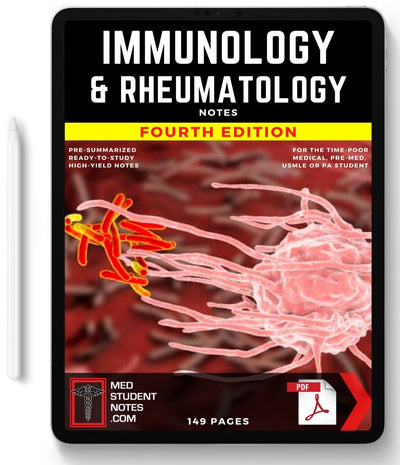 IMMUNOLOGY
& RHEUMATOLOGY
NOTES
FOURTH EDITION
PRE-SUMMARIZED
READY-TO-STUDY
HIGH-YIELD NOTES
FOR THE TIME-POOR
MEDICAL, PRE-MED,
USMLE OR PA STUDENT
MED
STUDENT
NOTES
.COM
149 PAGES
PDF